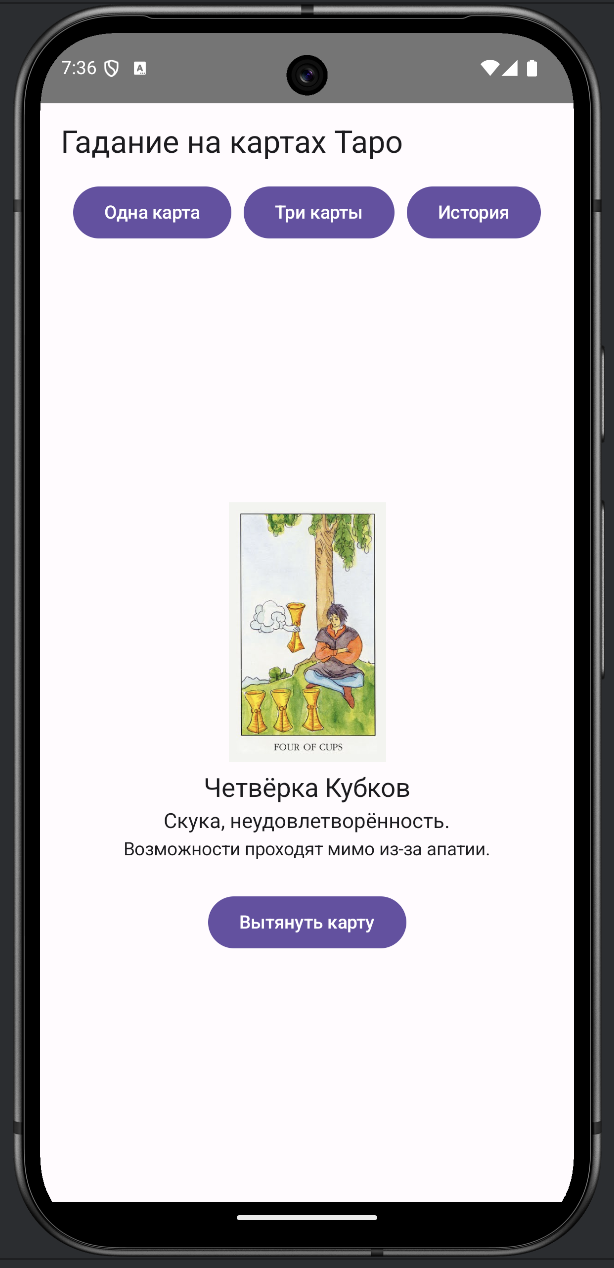 7:36
A
Гадание на картах Таро
Одна карта
Три карты
История
FOUR OF CUPS
Четвёрка Кубков
Скука, неудовлетворённость.
Возможности проходят мимо из-за апатии.
Вытянуть карту